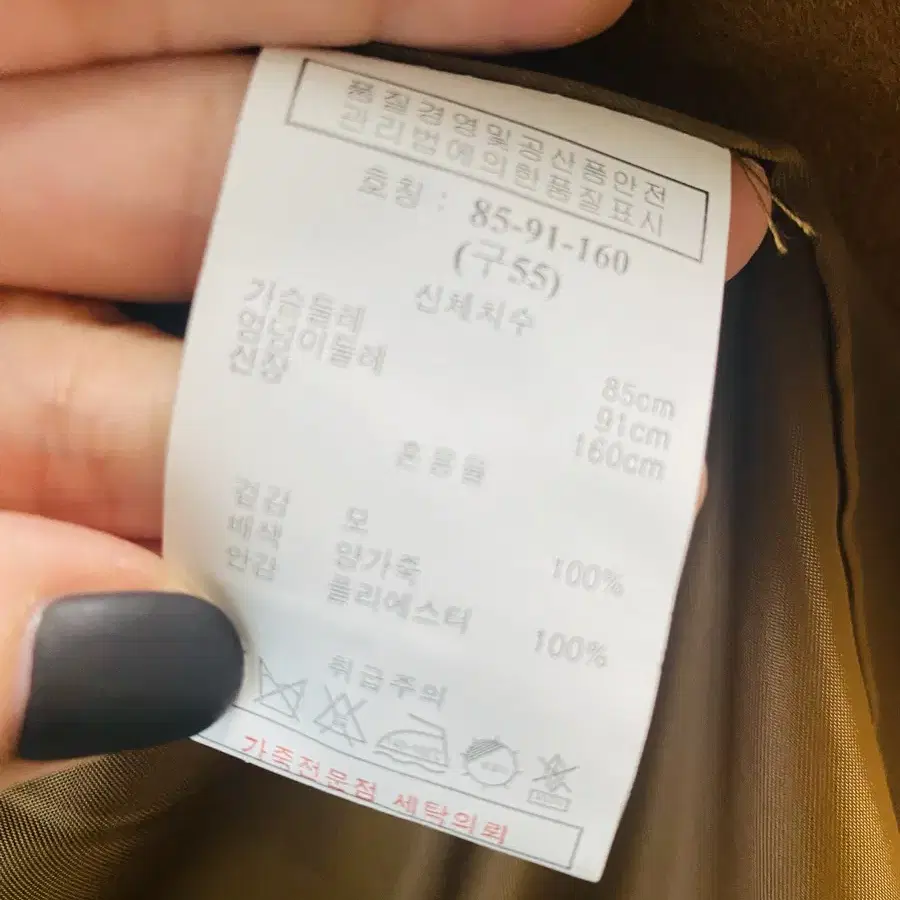 품질경영및공산품안전
관리법에의한품질표시
호칭 : 85-91-160
(구55)
신체치수
가슴둘레 85cm
엉덩이둘레 91cm
신장 160cm
혼용율
겉감 모 100%
배색 양가죽
안감 폴리에스터 100%
취급주의
가죽전문점 세탁의뢰